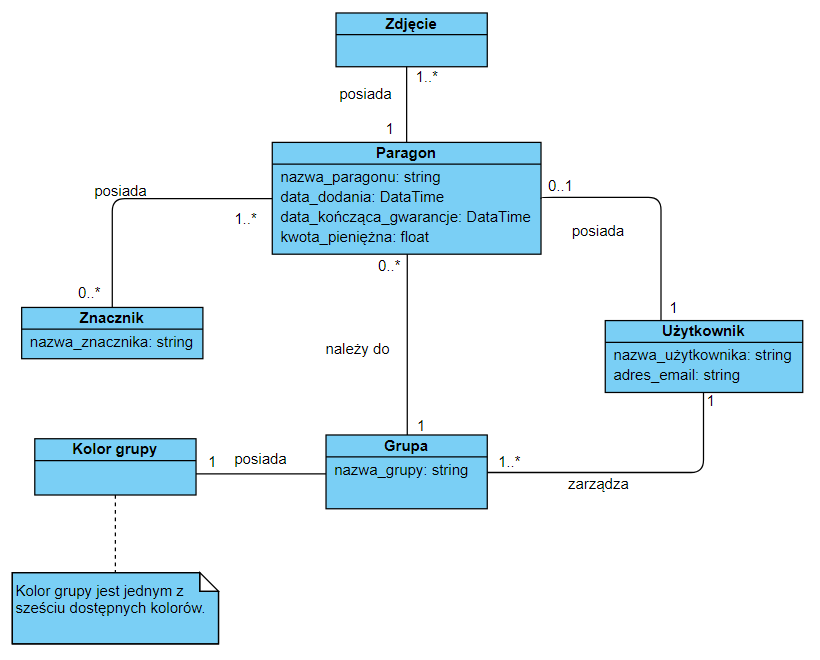 Zdjęcie
1..*
posiada
1
Paragon
nazwa_paragonu: string
data_dodania: DataTime
data_kończąca_gwarancje: DataTime
kwota_pieniężna: float
posiada
1..*
0..*
0..1
posiada
1
0..*
Znacznik
nazwa_znacznika: string
Użytkownik
nazwa_użytkownika: string
adres_email: string
należy do
1
1
Grupa
nazwa_grupy: string
1..*
zarządza
Kolor grupy
1
posiada
Kolor grupy jest jednym z
sześciu dostępnych kolorów.